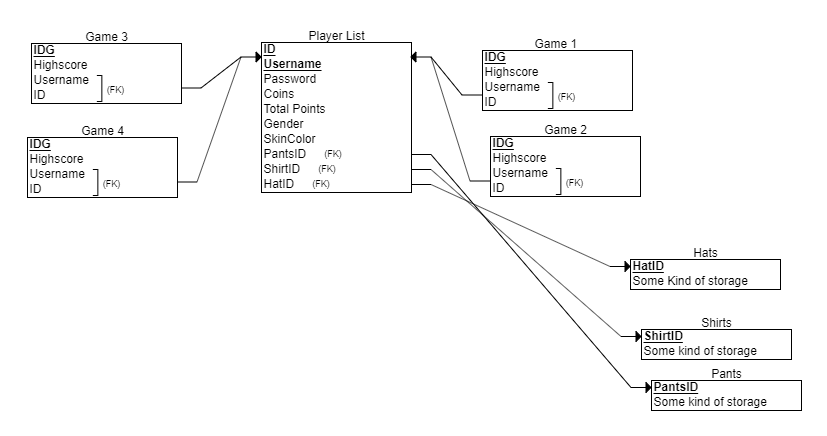 Game 3
IDG
Highscore
Username
ID
(FK)
Game 4
IDG
Highscore
Username
ID
(FK)
Player List
ID
Username
Password
Coins
Total Points
Gender
SkinColor
PantsID (FK)
ShirtID (FK)
HatID (FK)
Game 1
IDG
Highscore
Username
ID
(FK)
Game 2
IDG
Highscore
Username
ID
(FK)
Hats
HatID
Some Kind of storage
Shirts
ShirtID
Some kind of storage
Pants
PantsID
Some kind of storage